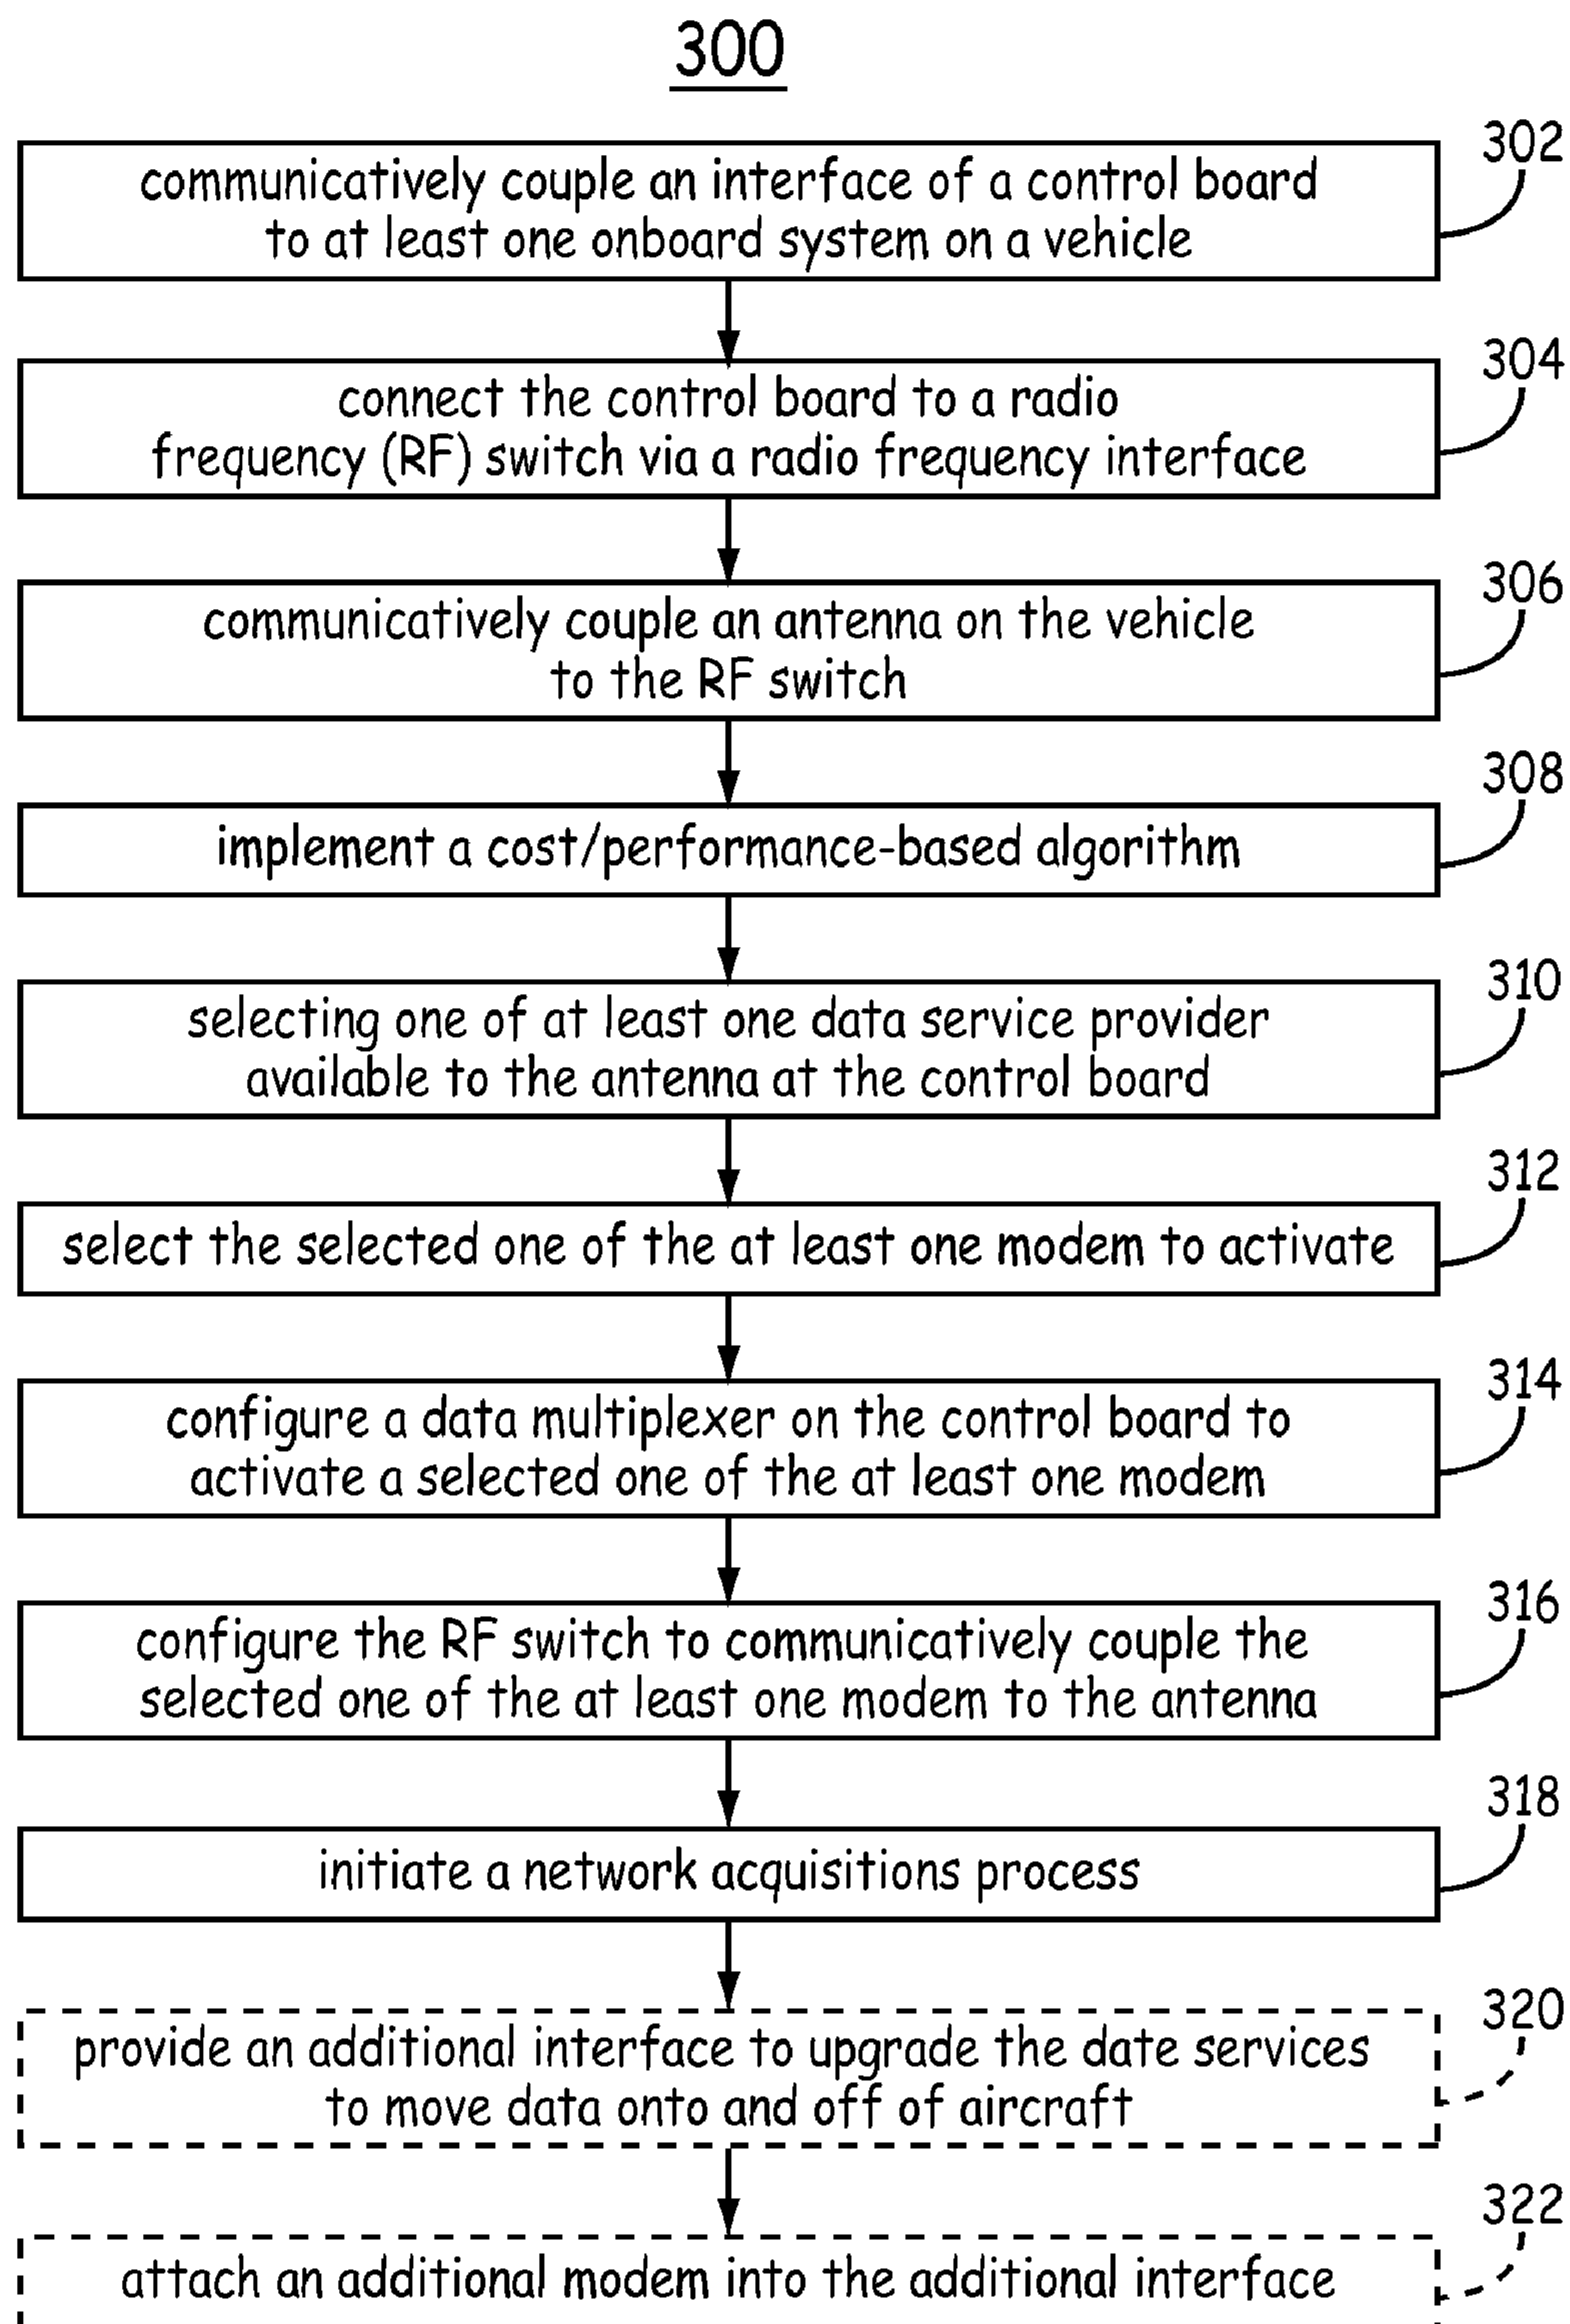 300
302
communicatively couple an interface of a control board
to at least one onboard system on a vehicle
304
connect the control board to a radio
frequency (RF) switch via a radio frequency interface
306
communicatively couple an antenna on the vehicle
to the RF switch
308
implement a cost/performance-based algorithm
310
selecting one of at least one data service provider
available to the antenna at the control board
312
select the selected one of the at least one modem to activate
314
configure a data multiplexer on the control board to
activate a selected one of the at least one modem
316
configure the RF switch to communicatively couple the
selected one of the at least one modem to the antenna
318
initiate a network acquisitions process
320
provide an additional interface to upgrade the date services
to move data onto and off of aircraft
322
attach an additional modem into the additional interface